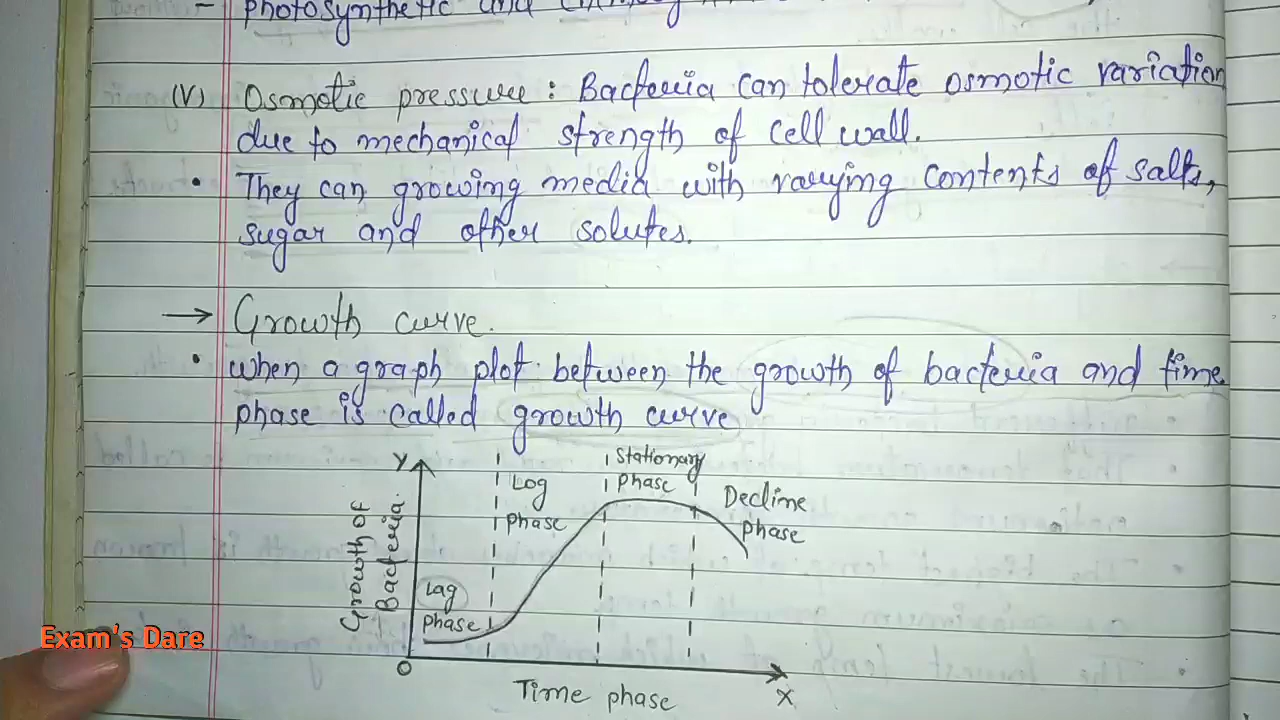 - Photosynthetic and
(V) Osmotic pressure : Bacteria can tolerate osmotic variation
due to mechanical strength of cell wall.
• They can growing media with varying contents of salts,
sugar and other solutes.
→ Growth curve.
• when a graph plot between the growth of bacteria and time
phase is called growth curve
Y
Growth of
Bacteria.
Lag
phase
Log
phase
Stationary
phase
Decline
phase
O
Time phase
X
Exam's Dare